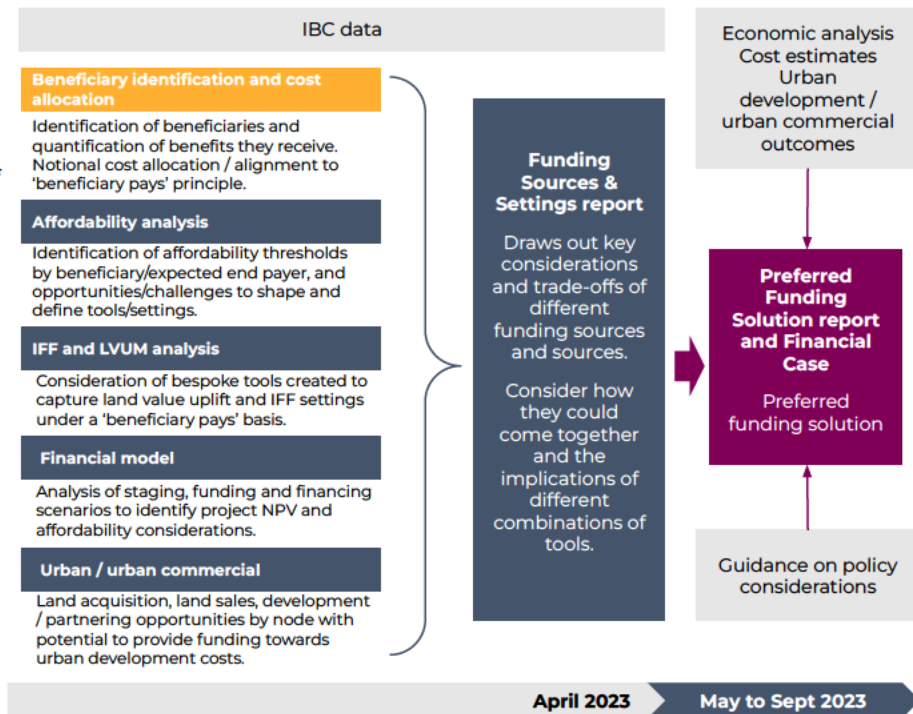 IBC data
Beneficiary identification and cost
allocation
Identification of beneficiaries and
quantification of benefits they receive.
Notional cost allocation / alignment to
‘beneficiary pays’ principle.
Affordability analysis
Identification of affordability thresholds
by beneficiary/expected end payer, and
opportunities/challenges to shape and
define tools/settings.
IFF and LVUM analysis
Consideration of bespoke tools created to
capture land value uplift and IFF settings
under a ‘beneficiary pays’ basis.
Financial model
Analysis of staging, funding and financing
scenarios to identify project NPV and
affordability considerations.
Urban / urban commercial
Land acquisition, land sales, development
/ partnering opportunities by node with
potential to provide funding towards
urban development costs.
Funding
Sources &
Settings report
Draws out key
considerations
and trade-offs of
different
funding sources
and sources.
Consider how
they could
come together
and the
implications of
different
combinations of
tools.
Economic analysis
Cost estimates
Urban
development /
urban commercial
outcomes
Preferred
Funding
Solution report
and Financial
Case
Preferred
funding solution
Guidance on policy
considerations
April 2023
May to Sept 2023